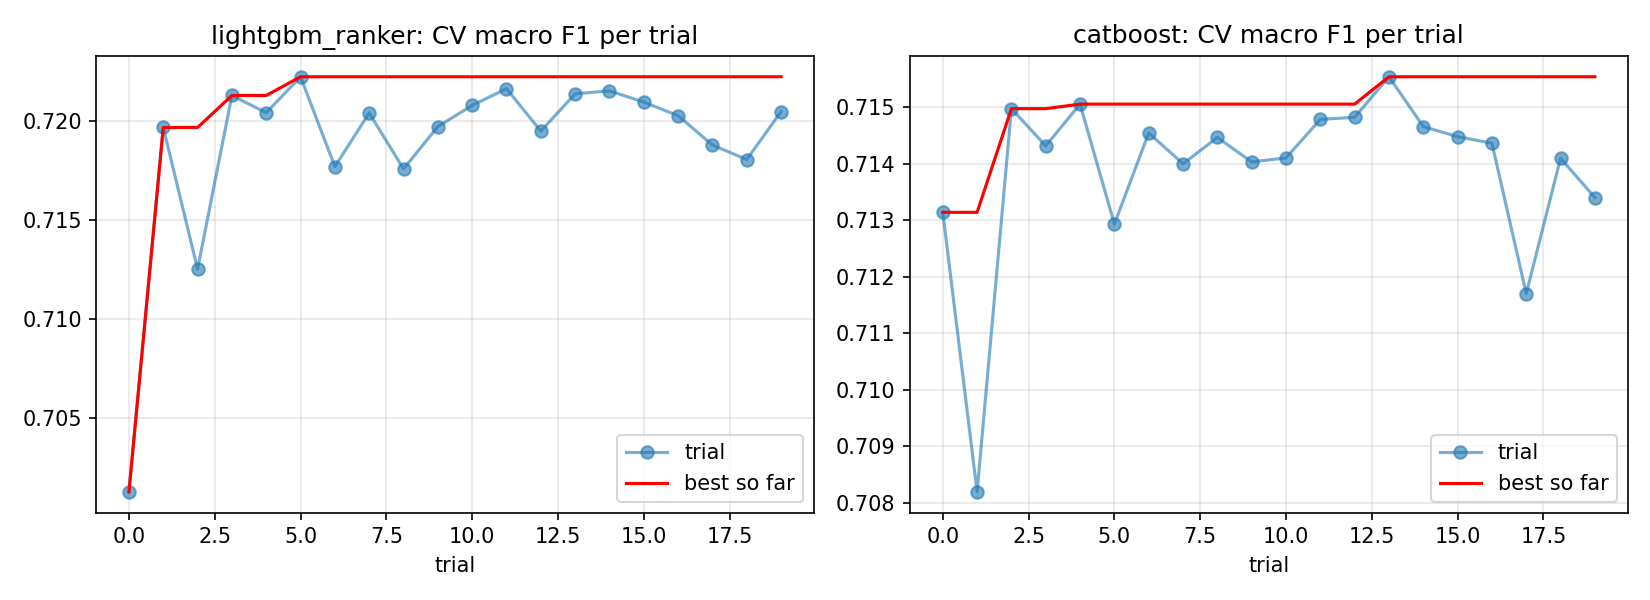 lightgbm_ranker: CV macro F1 per trial
0.720
0.715
0.710
0.705
0.0 2.5 5.0 7.5 10.0 12.5 15.0 17.5
trial
trial
best so far
catboost: CV macro F1 per trial
0.715
0.714
0.713
0.712
0.711
0.710
0.709
0.708
0.0 2.5 5.0 7.5 10.0 12.5 15.0 17.5
trial
trial
best so far